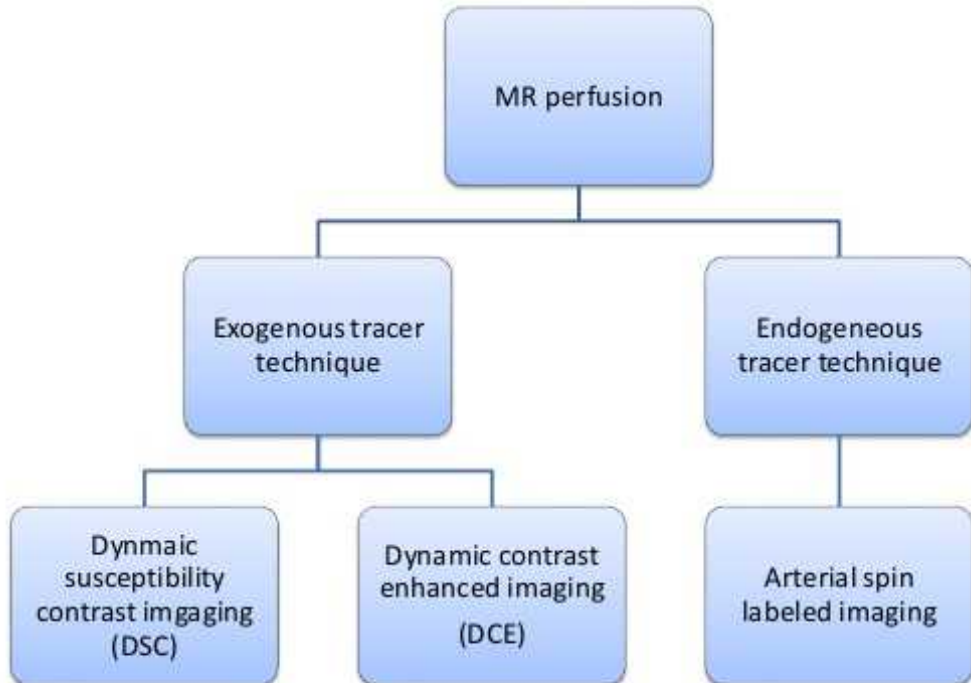 MR perfusion
Exogenous tracer
technique
Endogeneous
tracer technique
Dynmaic
susceptibility
contrast imgaging
(DSC)
Dynamic contrast
enhanced imaging
(DCE)
Arterial spin
labeled imaging